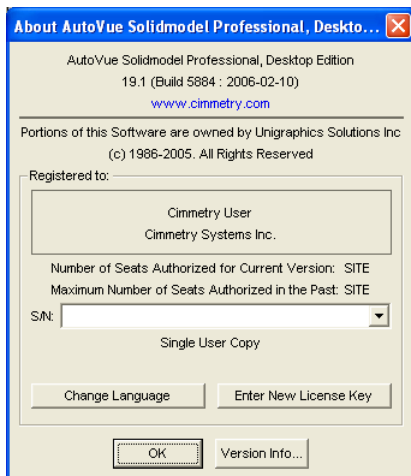 About AutoVue Solidmodel Professional, Deskto...
AutoVue Solidmodel Professional, Desktop Edition
19.1 (Build 5884 : 2006-02-10)
www.cimmetry.com
Portions of this Software are owned by Unigraphics Solutions Inc
(c) 1986-2005. All Rights Reserved
Registered to:
Cimmetry User
Cimmetry Systems Inc.
Number of Seats Authorized for Current Version: SITE
Maximum Number of Seats Authorized in the Past: SITE
S/N:
Single User Copy
Change Language Enter New License Key
OK Version Info...